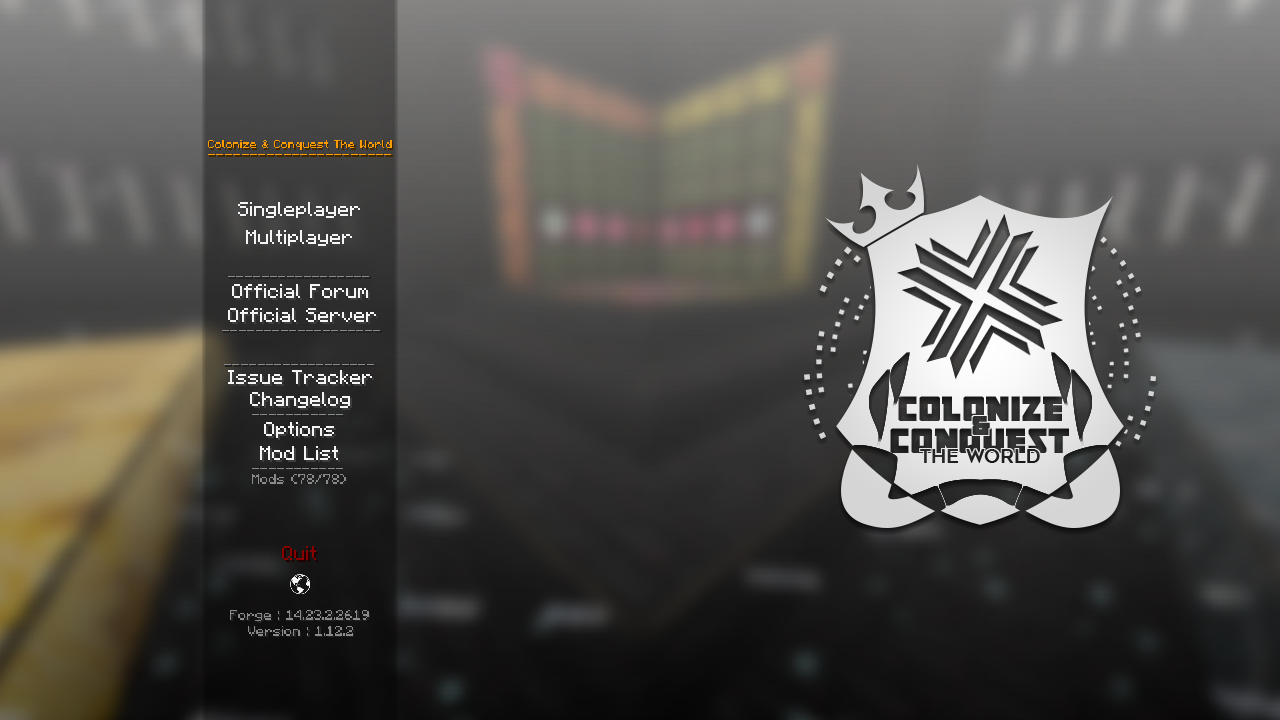 Colonize & Conquest The World
Singleplayer
Multiplayer
Official Forum
Official Server
Issue Tracker
Changelog
Options
Mod List
Mods (78/78)
Quit
Forge : 14.23.2.2619
Version : 1.12.2
COLONIZE
&
CONQUEST
THE WORLD